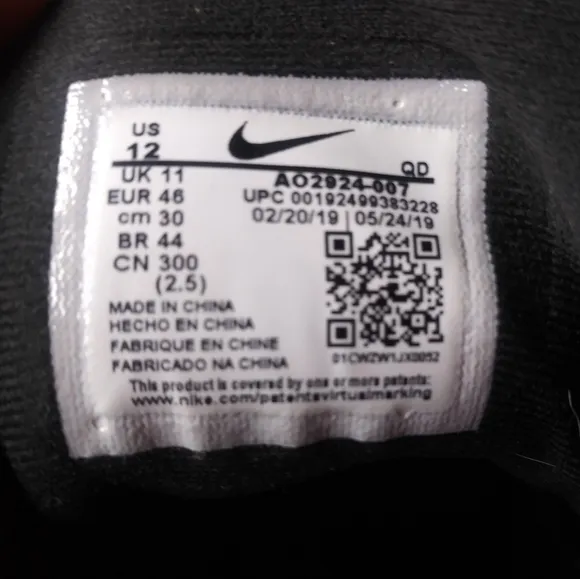 US
12
QD
UK 11
AO2924-007
EUR 46
UPC 00192499383228
cm 30
02/20/19 | 05/24/19
BR 44
CN 300
(2.5)
MADE IN CHINA
HECHO EN CHINA
FABRIQUE EN CHINE
FABRICADO NA CHINA
01CWZW1JX0052
This product is covered by one or more patents:
www.nike.com/patentsvirtualmarking